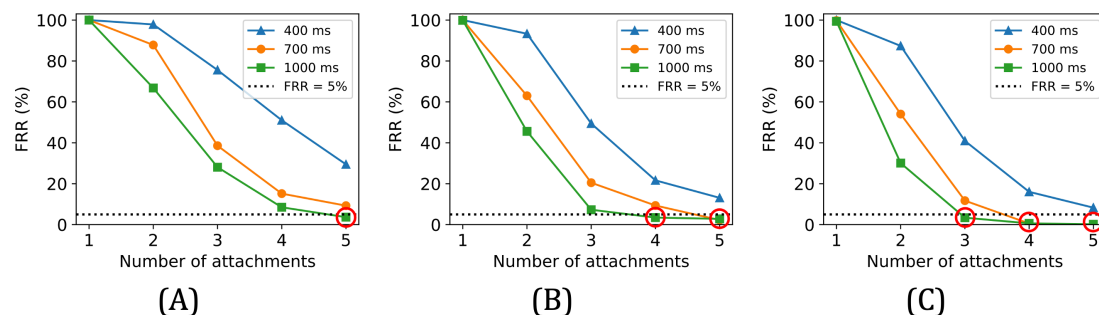 100
80
60
40
20
0
FRR (%)
400 ms
700 ms
1000 ms
FRR = 5%
1 2 3 4 5
Number of attachments
(A)
100
80
60
40
20
0
FRR (%)
400 ms
700 ms
1000 ms
FRR = 5%
1 2 3 4 5
Number of attachments
(B)
100
80
60
40
20
0
FRR (%)
400 ms
700 ms
1000 ms
FRR = 5%
1 2 3 4 5
Number of attachments
(C)